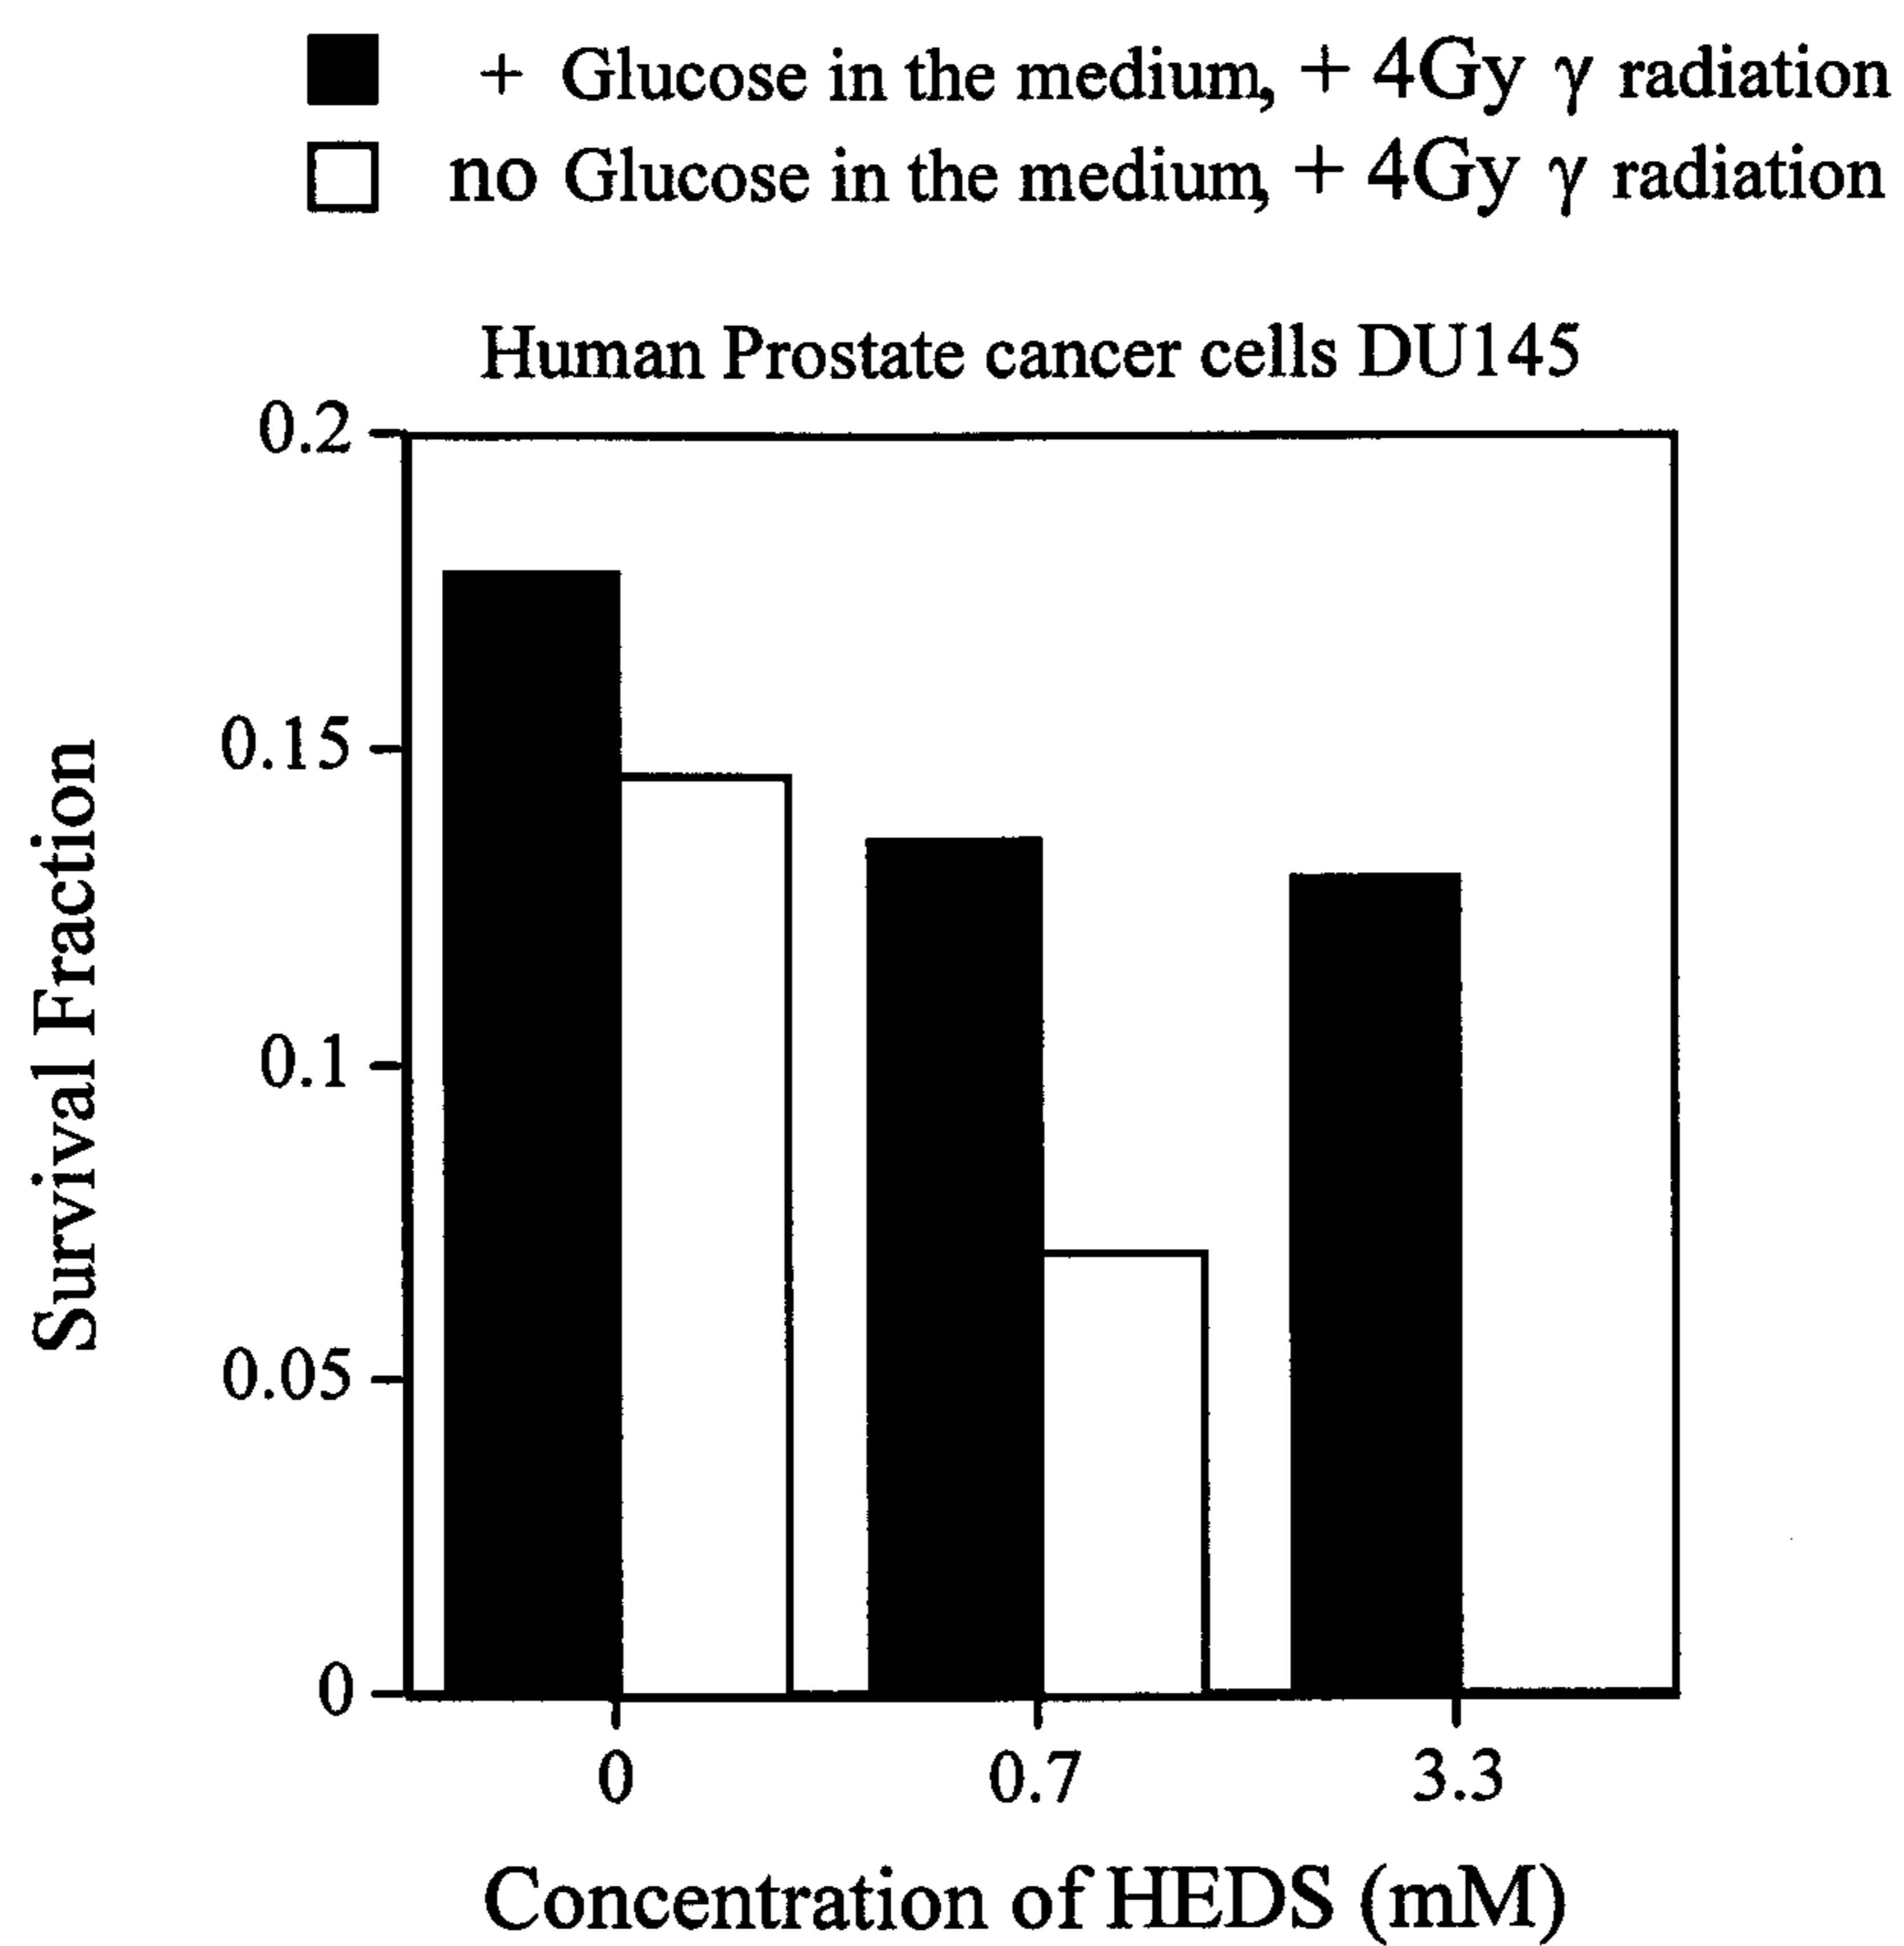 + Glucose in the medium, + 4Gy γ radiation
no Glucose in the medium, + 4Gy γ radiation
Human Prostate cancer cells DU145
0.2
0.15
0.1
0.05
0
Survival Fraction
0
0.7
3.3
Concentration of HEDS (mM)